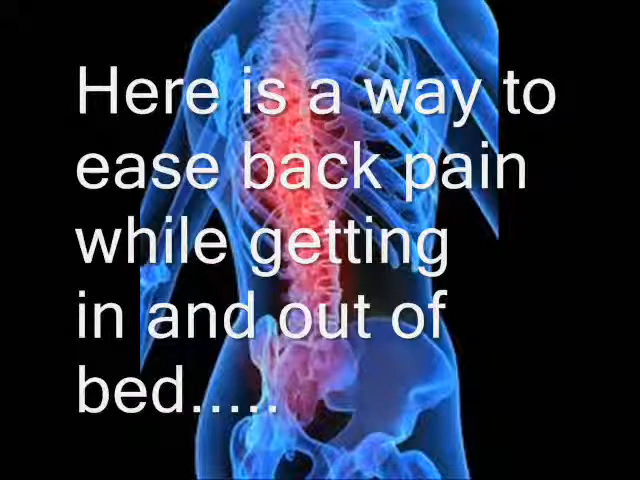 Here is a way to
ease back pain
while getting
in and out of
bed.....